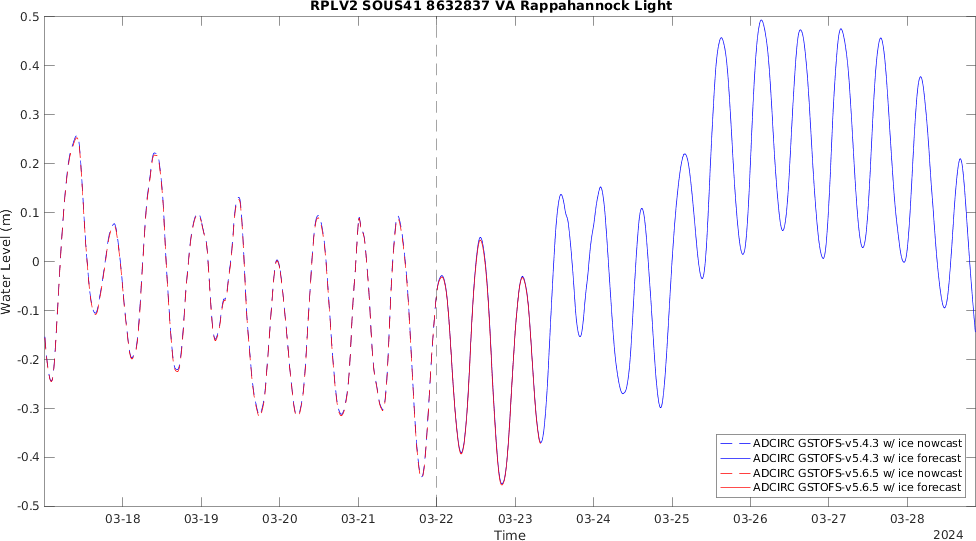 RPLV2 SOUS41 8632837 VA Rappahannock Light
0.5
0.4
0.3
0.2
0.1
0
-0.1
-0.2
-0.3
-0.4
-0.5
Water Level (m)
ADCIRC GSTOFS-v5.4.3 w/ ice nowcast
ADCIRC GSTOFS-v5.4.3 w/ ice forecast
ADCIRC GSTOFS-v5.6.5 w/ ice nowcast
ADCIRC GSTOFS-v5.6.5 w/ ice forecast
03-18 03-19 03-20 03-21 03-22 03-23 03-24 03-25 03-26 03-27 03-28
Time
2024